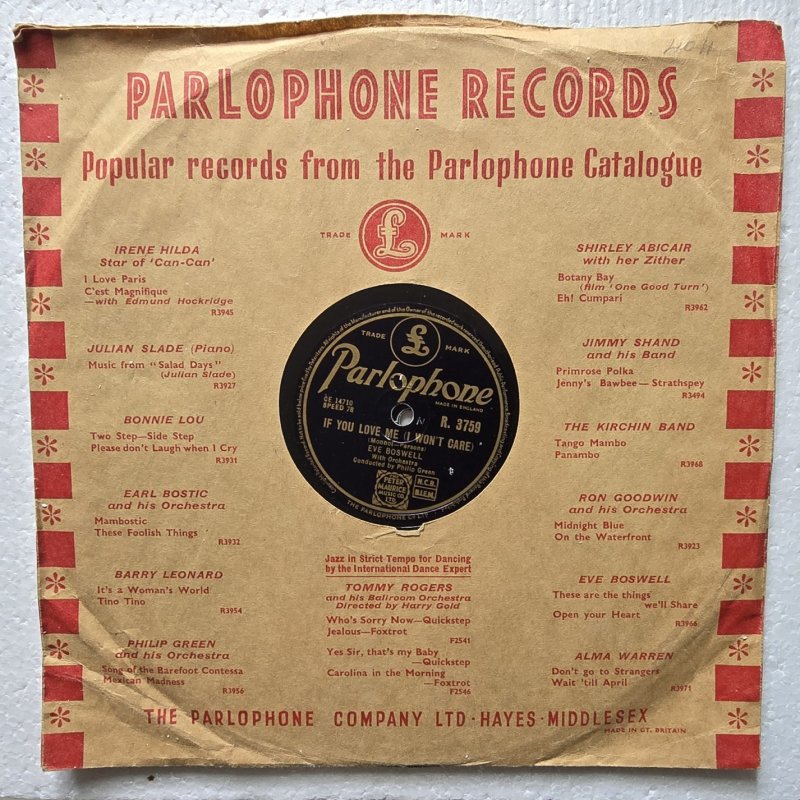 PARLOPHONE RECORDS
Popular records from the Parlophone Catalogue
TRADE £ MARK
IRENE HILDA
Star of 'Can-Can'
I Love Paris
C'est Magnifique
—with Edmund Hockridge
R3945
JULIAN SLADE (Piano)
Music from "Salad Days"
(Julian Slade)
R3927
BONNIE LOU
Two Step—Side Step
Please don't Laugh when I Cry
R3931
EARL BOSTIC
and his Orchestra
Mambostic
These Foolish Things
R3932
BARRY LEONARD
It's a Woman's World
Tino Tino
R3954
PHILIP GREEN
and his Orchestra
Song of the Barefoot Contessa
Mexican Madness
R3956
TRADE £ MARK
Parlophone
MADE IN ENGLAND
CE 14710
SPEED 78
R. 3759
IF YOU LOVE ME (I WON'T CARE)
EVE BOSWELL
With Orchestra
Conducted by Philip Green
PETER
MAURICE
MUSIC CO.
LTD.
N.C.B.
B.I.E.M.
THE PARLOPHONE CO LTD
Jazz in Strict Tempo for Dancing
by the International Dance Expert
TOMMY ROGERS
and his Ballroom Orchestra
Directed by Harry Gold
Who's Sorry Now—Quickstep
Jealous—Foxtrot
F2541
Yes Sir, that's my Baby
—Quickstep
Carolina in the Morning
—Foxtrot
F2546
SHIRLEY ABICAIR
with her Zither
Botany Bay
(film 'One Good Turn')
Eh! Cumpari
R3962
JIMMY SHAND
and his Band
Primrose Polka
Jenny's Bawbee—Strathspey
R3494
THE KIRCHIN BAND
Tango Mambo
Panambo
R3968
RON GOODWIN
and his Orchestra
Midnight Blue
On the Waterfront
R3923
EVE BOSWELL
These are the things
we'll Share
Open your Heart
R3966
ALMA WARREN
Don't go to Strangers
Wait 'till April
R3971
THE PARLOPHONE COMPANY LTD · HAYES · MIDDLESEX
MADE IN GT. BRITAIN